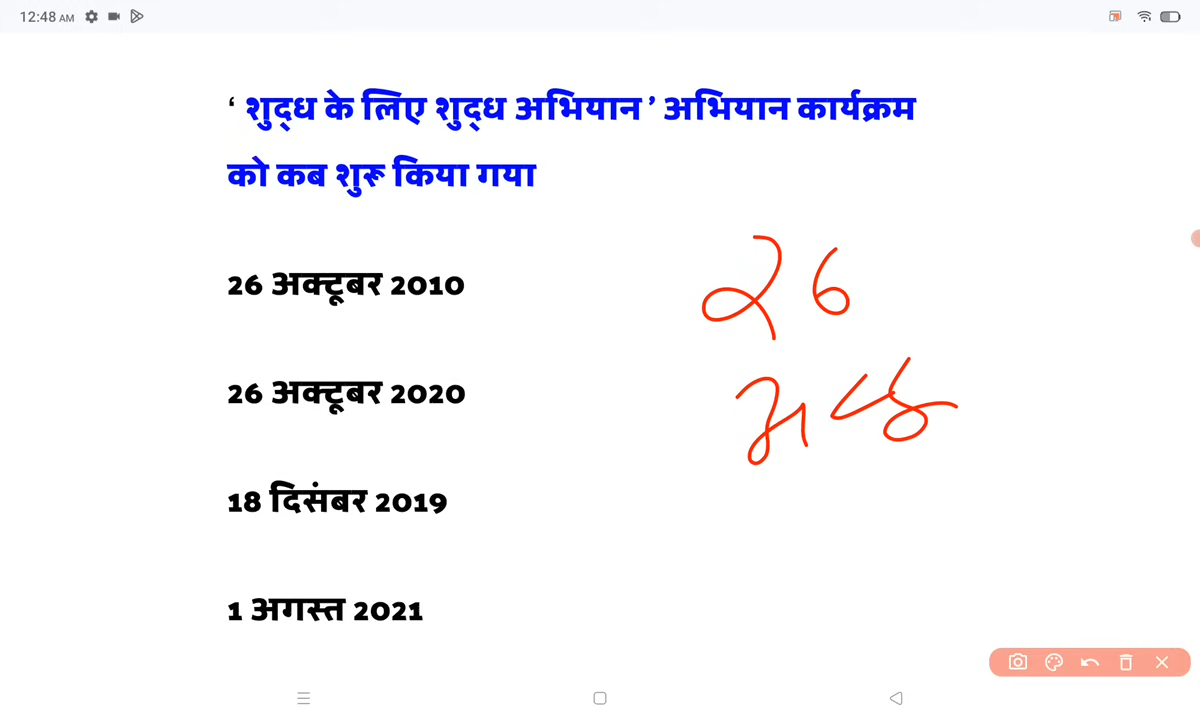 12:48 AM
‘ शुद्ध के लिए शुद्ध अभियान ’ अभियान कार्यक्रम
को कब शुरू किया गया
26 अक्टूबर 2010
26
26 अक्टूबर 2020
18 दिसंबर 2019
1 अगस्त 2021